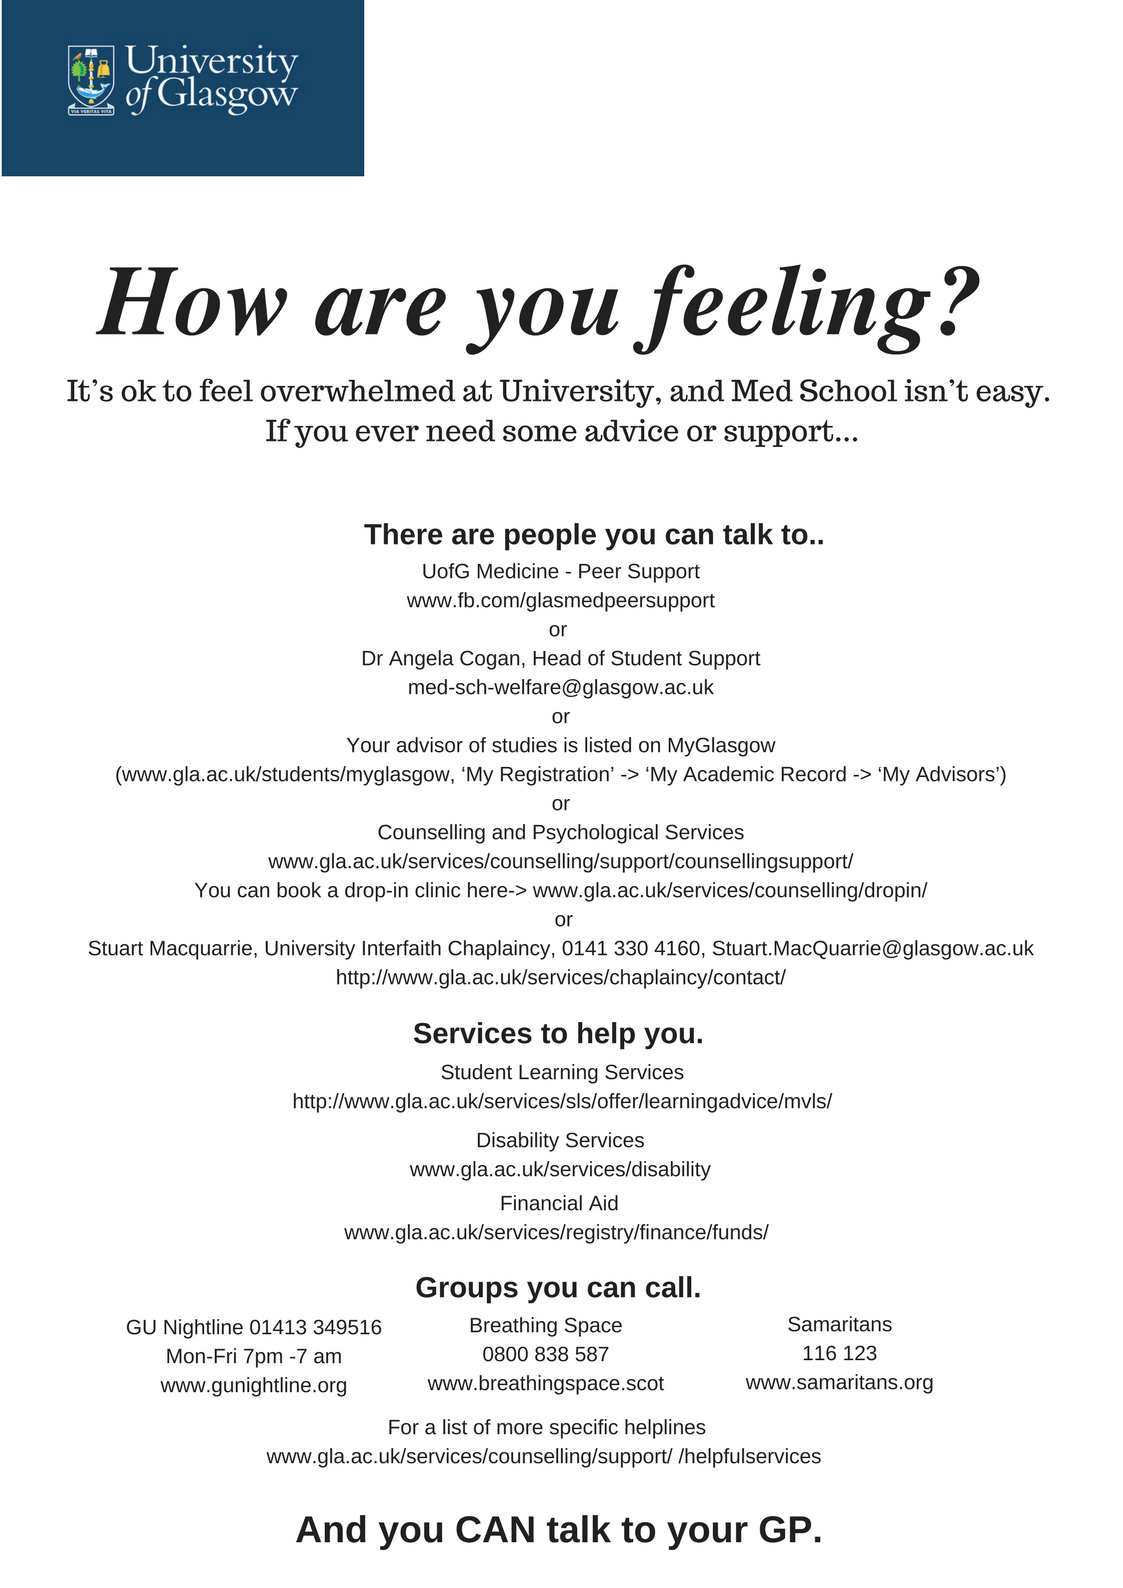 University
of Glasgow
VIA VERITAS VITA
How are you feeling?
It’s ok to feel overwhelmed at University, and Med School isn’t easy.
If you ever need some advice or support...
There are people you can talk to..
UofG Medicine - Peer Support
www.fb.com/glasmedpeersupport
or
Dr Angela Cogan, Head of Student Support
med-sch-welfare@glasgow.ac.uk
or
Your advisor of studies is listed on MyGlasgow
(www.gla.ac.uk/students/myglasgow, ‘My Registration’ -> ‘My Academic Record -> ‘My Advisors’)
or
Counselling and Psychological Services
www.gla.ac.uk/services/counselling/support/counsellingsupport/
You can book a drop-in clinic here-> www.gla.ac.uk/services/counselling/dropin/
or
Stuart Macquarrie, University Interfaith Chaplaincy, 0141 330 4160, Stuart.MacQuarrie@glasgow.ac.uk
http://www.gla.ac.uk/services/chaplaincy/contact/
Services to help you.
Student Learning Services
http://www.gla.ac.uk/services/sls/offer/learningadvice/mvls/
Disability Services
www.gla.ac.uk/services/disability
Financial Aid
www.gla.ac.uk/services/registry/finance/funds/
Groups you can call.
GU Nightline 01413 349516
Mon-Fri 7pm -7 am
www.gunightline.org
Breathing Space
0800 838 587
www.breathingspace.scot
Samaritans
116 123
www.samaritans.org
For a list of more specific helplines
www.gla.ac.uk/services/counselling/support/ /helpfulservices
And you CAN talk to your GP.